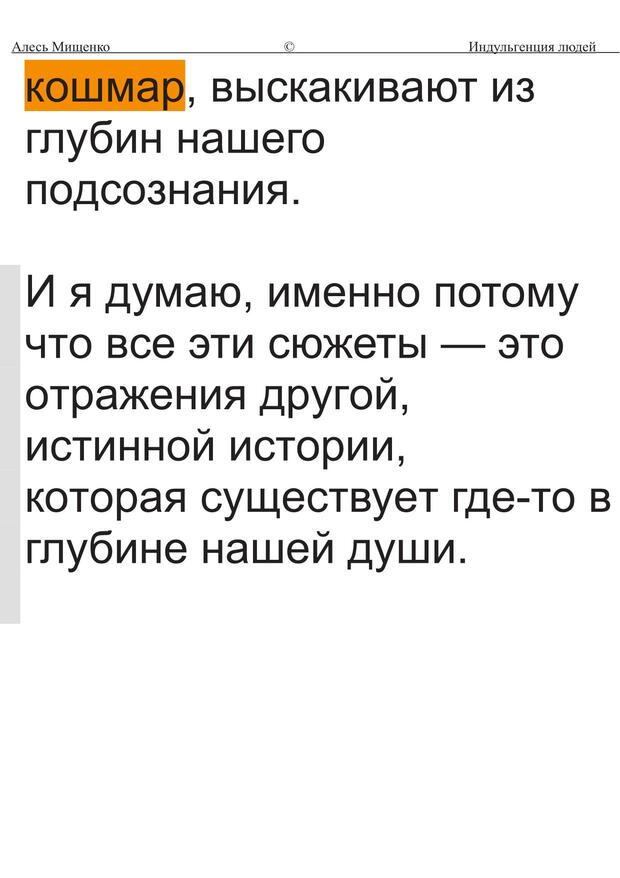 Алесь Мищенко © Индульгенция людей
кошмар, выскакивают из
глубин нашего
подсознания.
И я думаю, именно потому
что все эти сюжеты — это
отражения другой,
истинной истории,
которая существует где-то в
глубине нашей души.